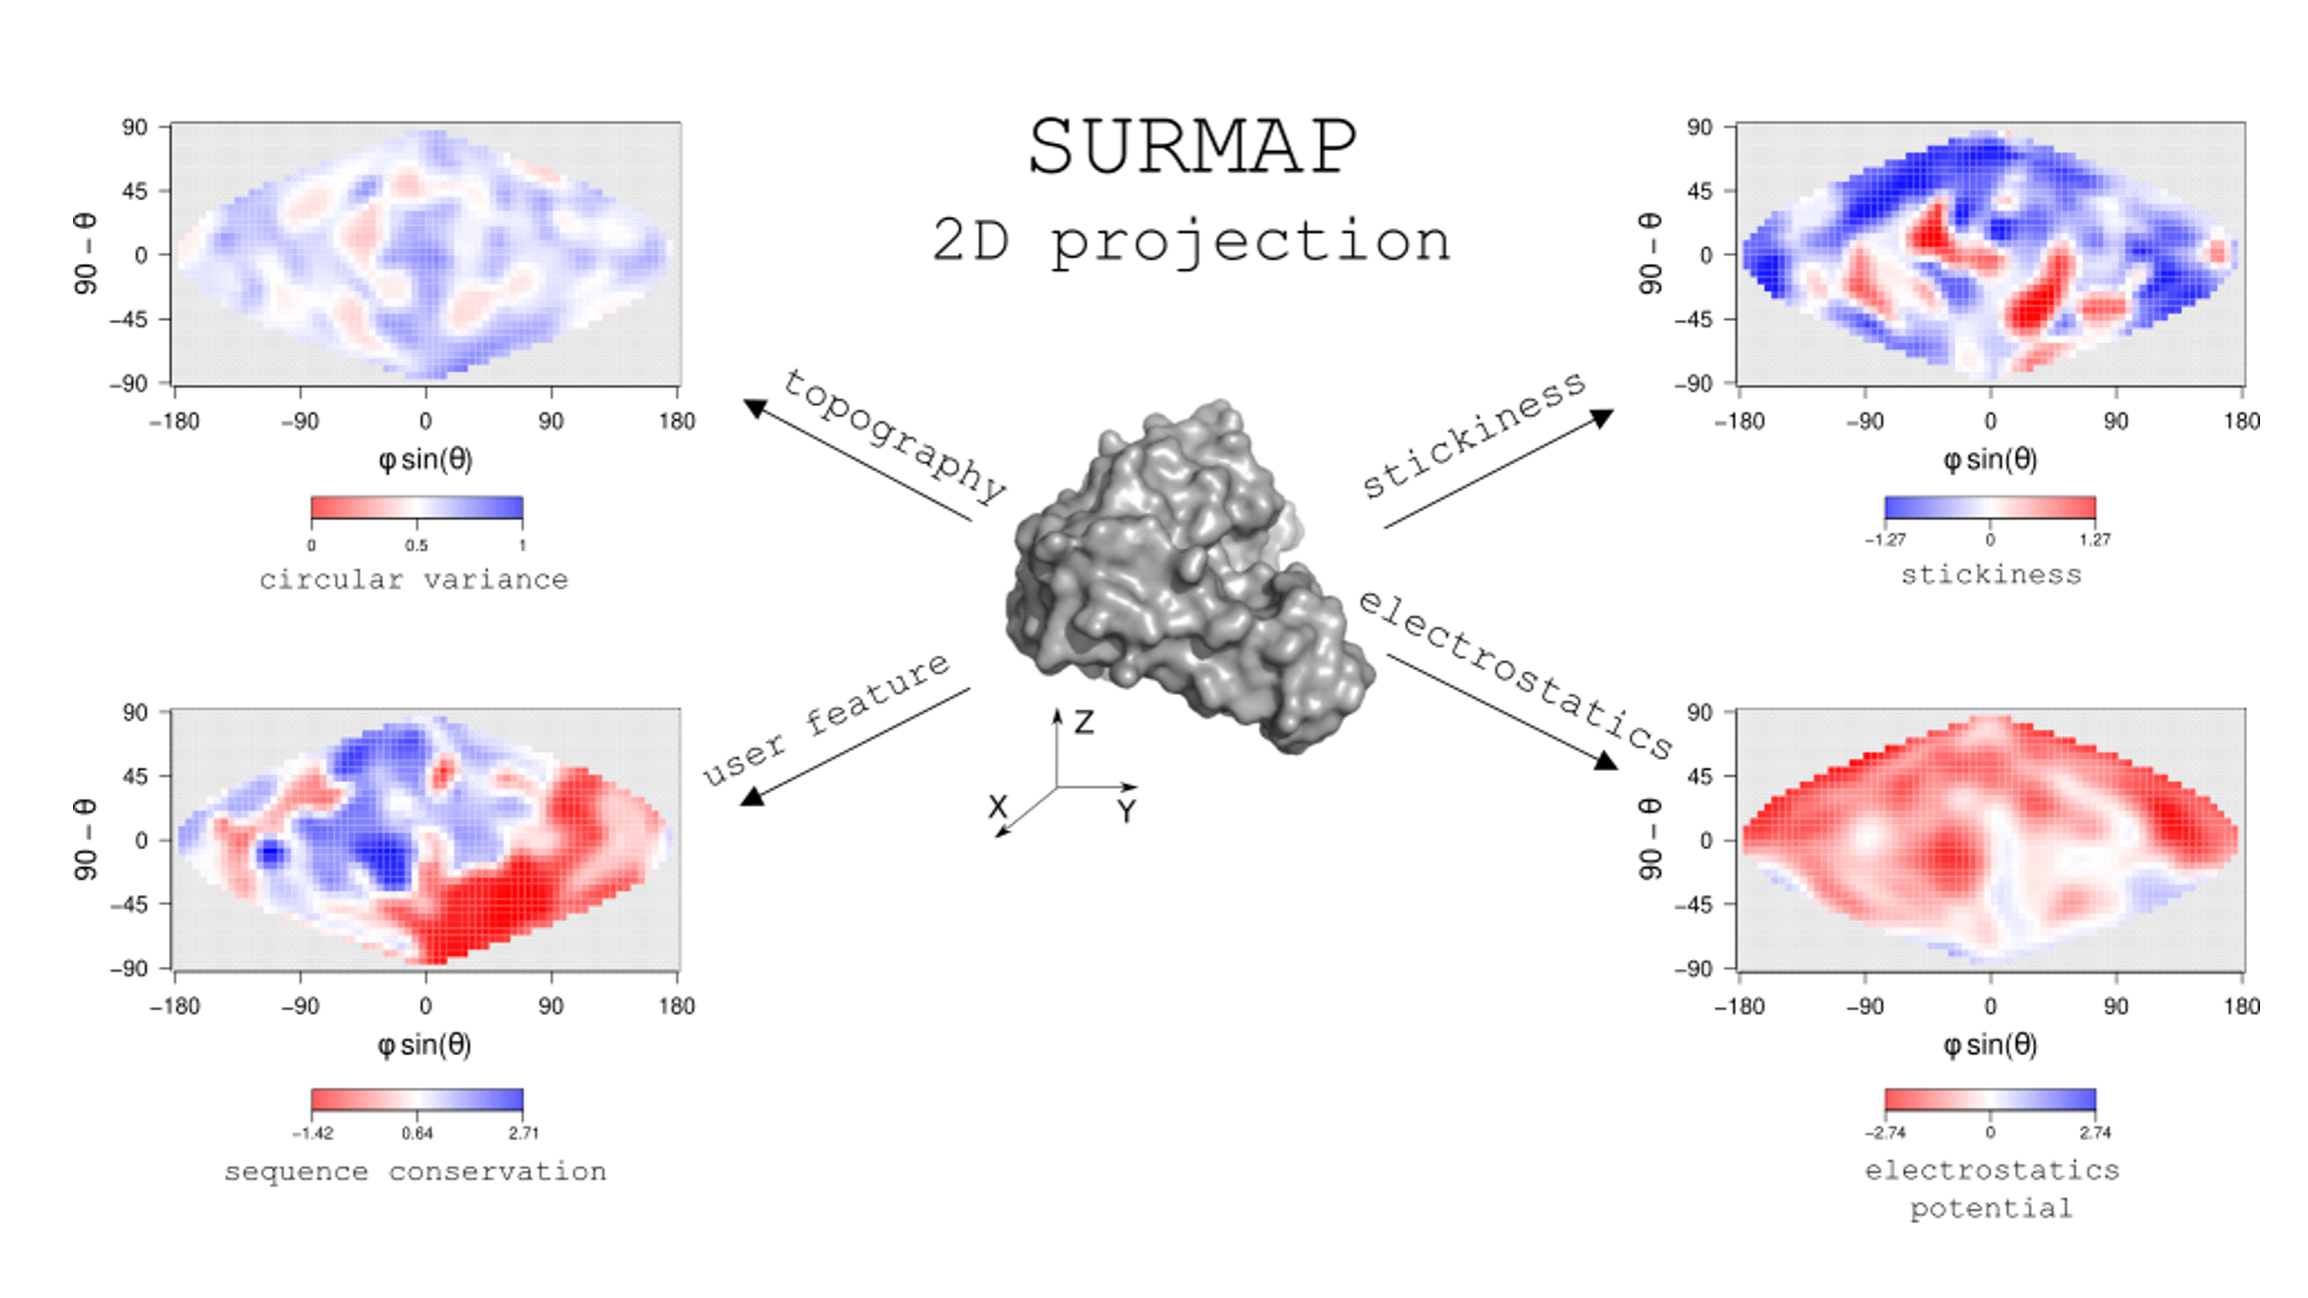 SURMAP
2D projection
90
45
0
−45
−90
90 − θ
−180 −90 0 90 180
φ sin(θ)
0 0.5 1
circular variance
topography
90
45
0
−45
−90
90 − θ
−180 −90 0 90 180
φ sin(θ)
−1.27 0 1.27
stickiness
stickiness
90
45
0
−45
−90
90 − θ
−180 −90 0 90 180
φ sin(θ)
−1.42 0.64 2.71
sequence conservation
user feature
Z
X
Y
electrostatics
90
45
0
−45
−90
90 − θ
−180 −90 0 90 180
φ sin(θ)
−2.74 0 2.74
electrostatics
potential